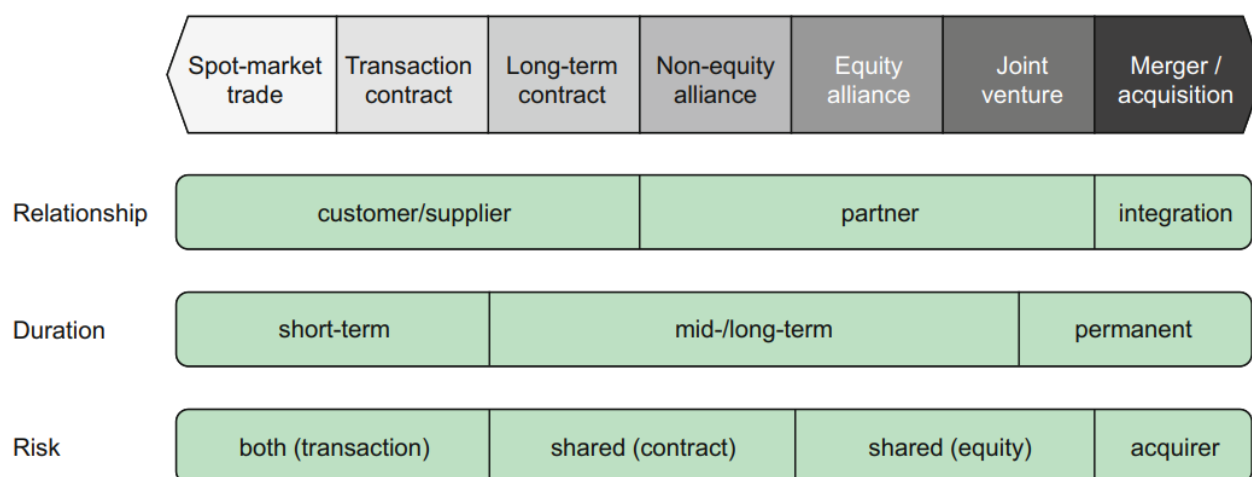 Spot-market trade
Transaction contract
Long-term contract
Non-equity alliance
Equity alliance
Joint venture
Merger / acquisition
Relationship
customer/supplier
partner
integration
Duration
short-term
mid-/long-term
permanent
Risk
both (transaction)
shared (contract)
shared (equity)
acquirer